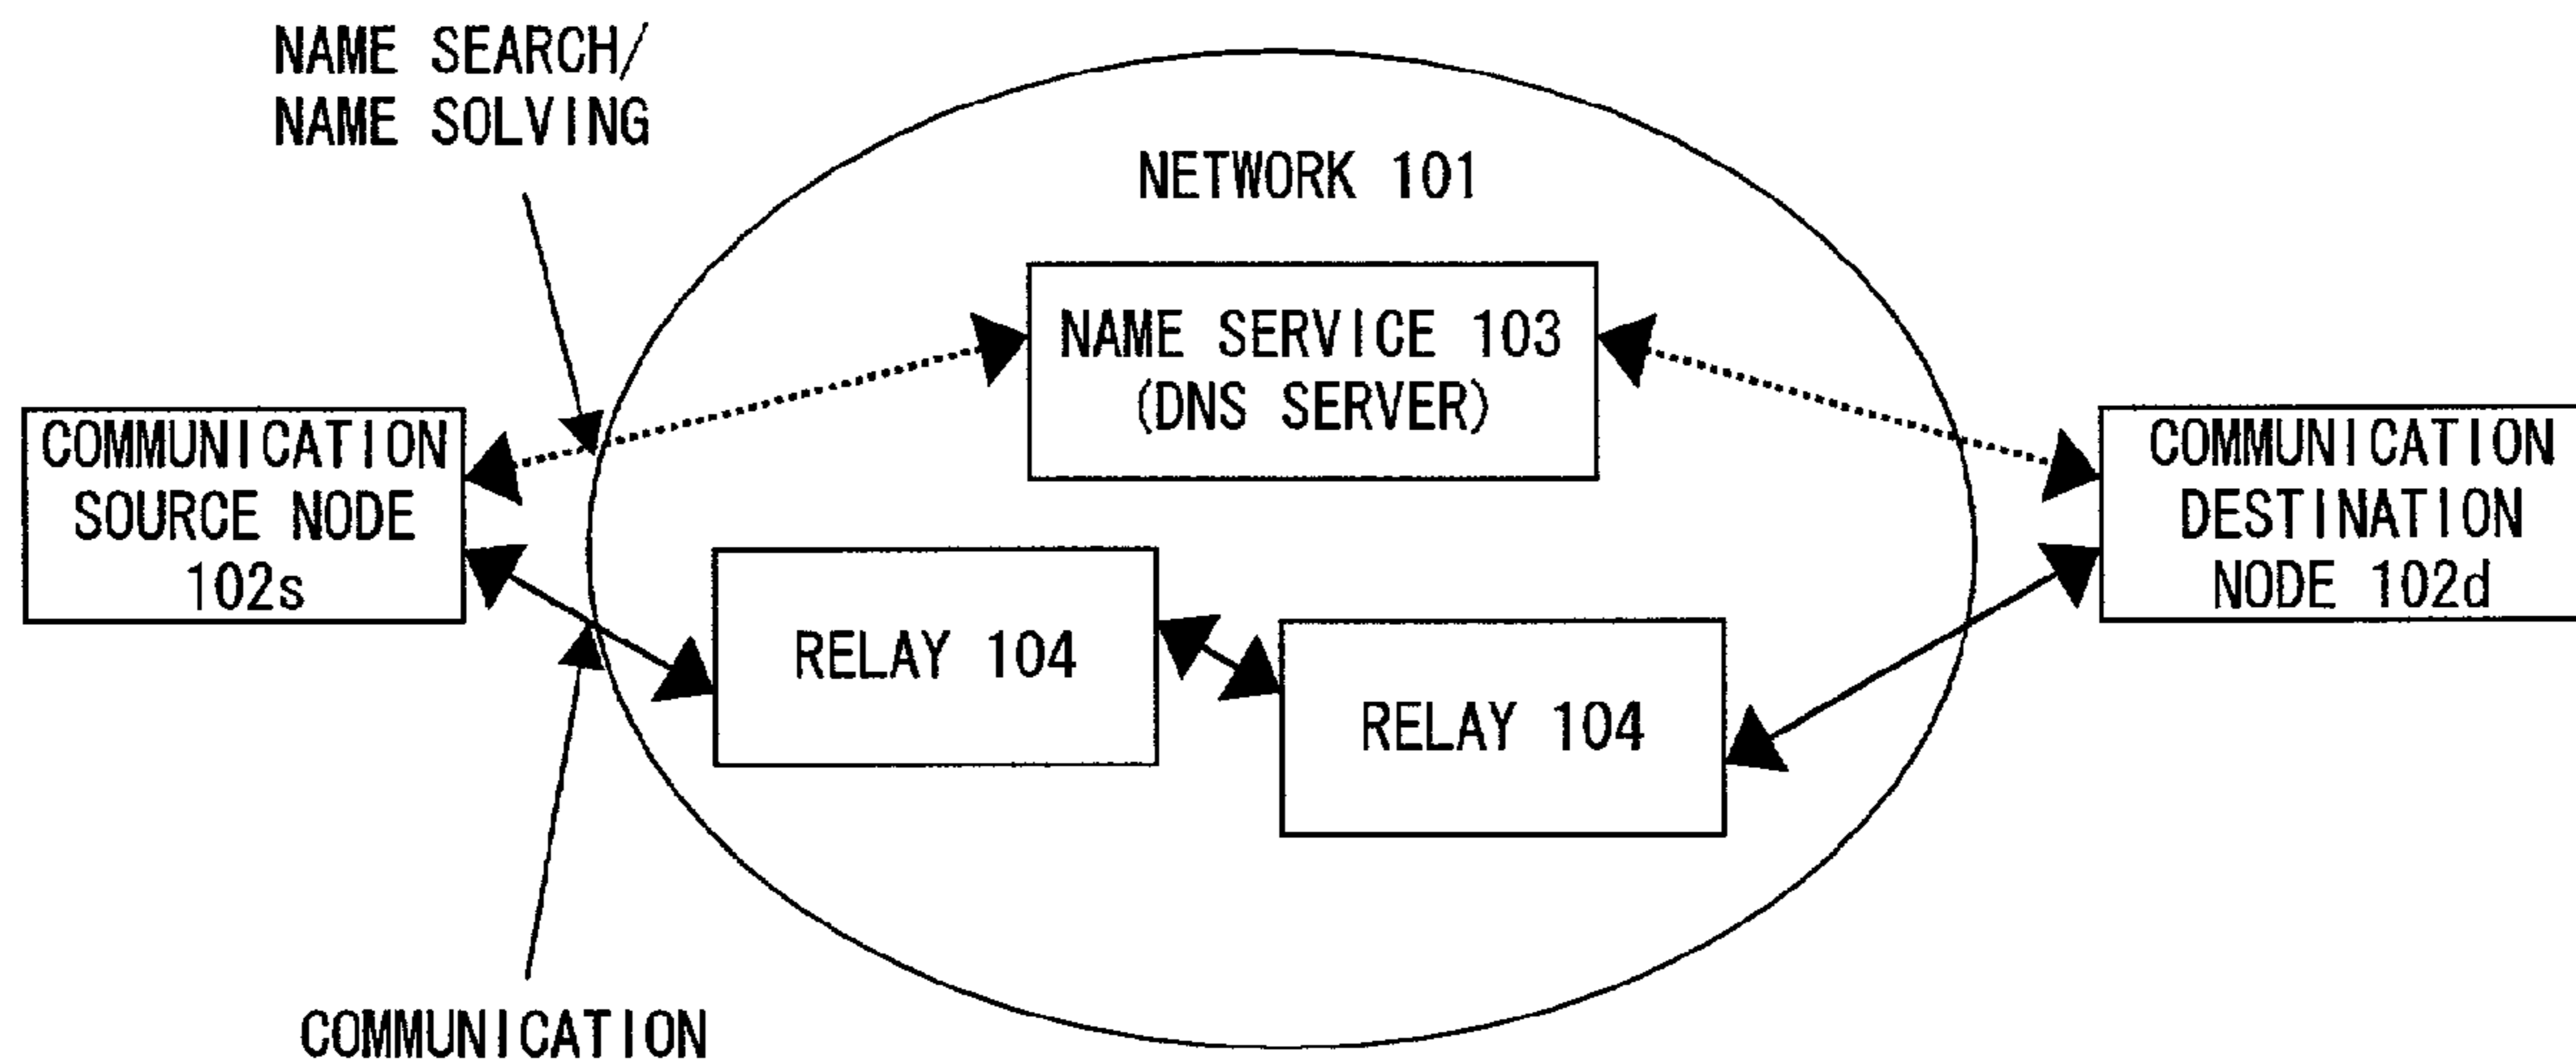 NAME SEARCH/
NAME SOLVING
NETWORK 101
NAME SERVICE 103
(DNS SERVER)
COMMUNICATION
SOURCE NODE
102s
COMMUNICATION
DESTINATION
NODE 102d
RELAY 104
RELAY 104
COMMUNICATION